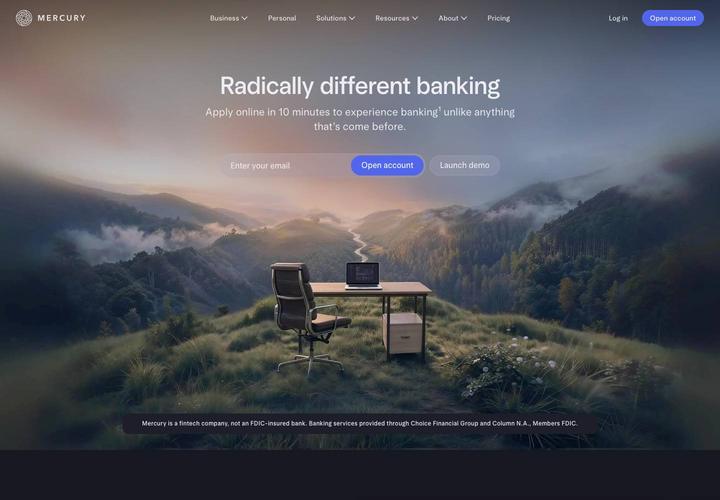 MERCURY
Business
Personal
Solutions
Resources
About
Pricing
Log in
Open account
Radically different banking
Apply online in 10 minutes to experience banking¹ unlike anything
that's come before.
Enter your email
Open account
Launch demo
Mercury is a fintech company, not an FDIC-insured bank. Banking services provided through Choice Financial Group and Column N.A., Members FDIC.